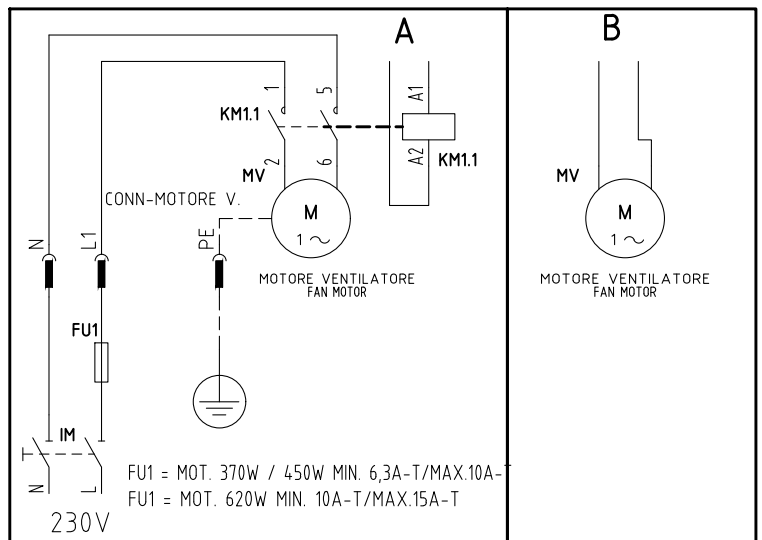 A
B
1
5
A1
KM1.1
2
6
A2
KM1.1
MV
MV
CONN-MOTORE V.
M
1 ~
M
1 ~
N
L1
PE
MOTORE VENTILATORE
FAN MOTOR
MOTORE VENTILATORE
FAN MOTOR
FU1
IM
N
L
FU1 = MOT. 370W / 450W MIN. 6,3A-T/MAX.10A-T
FU1 = MOT. 620W MIN. 10A-T/MAX.15A-T
230V